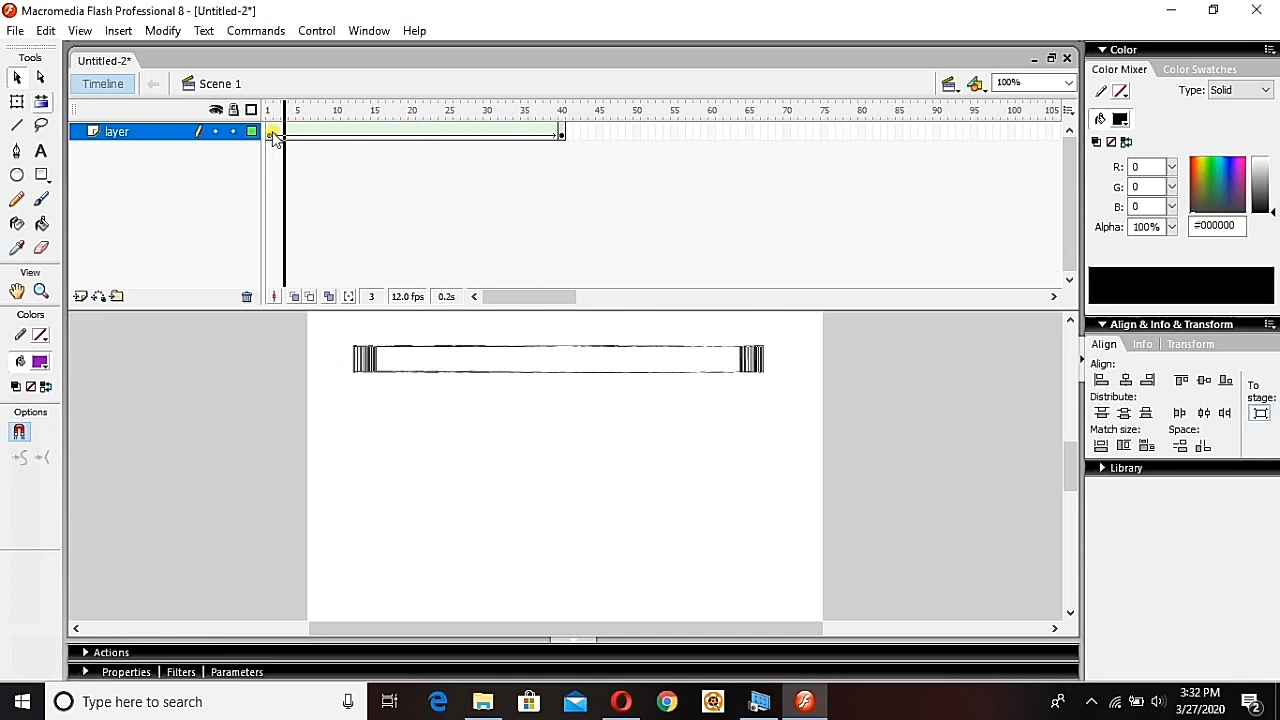 Macromedia Flash Professional 8 - [Untitled-2*]
File Edit View Insert Modify Text Commands Control Window Help
Tools
Untitled-2*
Timeline
Scene 1
100%
1 5 10 15 20 25 30 35 40 45 50 55 60 65 70 75 80 85 90 95 100 105
layer
3 12.0 fps 0.2s
View
Colors
Options
Actions
Properties Filters Parameters
Color
Color Mixer Color Swatches
Type: Solid
R: 0
G: 0
B: 0
Alpha: 100% #000000
Align & Info & Transform
Align Info Transform
Align:
To
stage:
Distribute:
Match size: Space:
Library
Type here to search
3:32 PM
3/27/2020
2